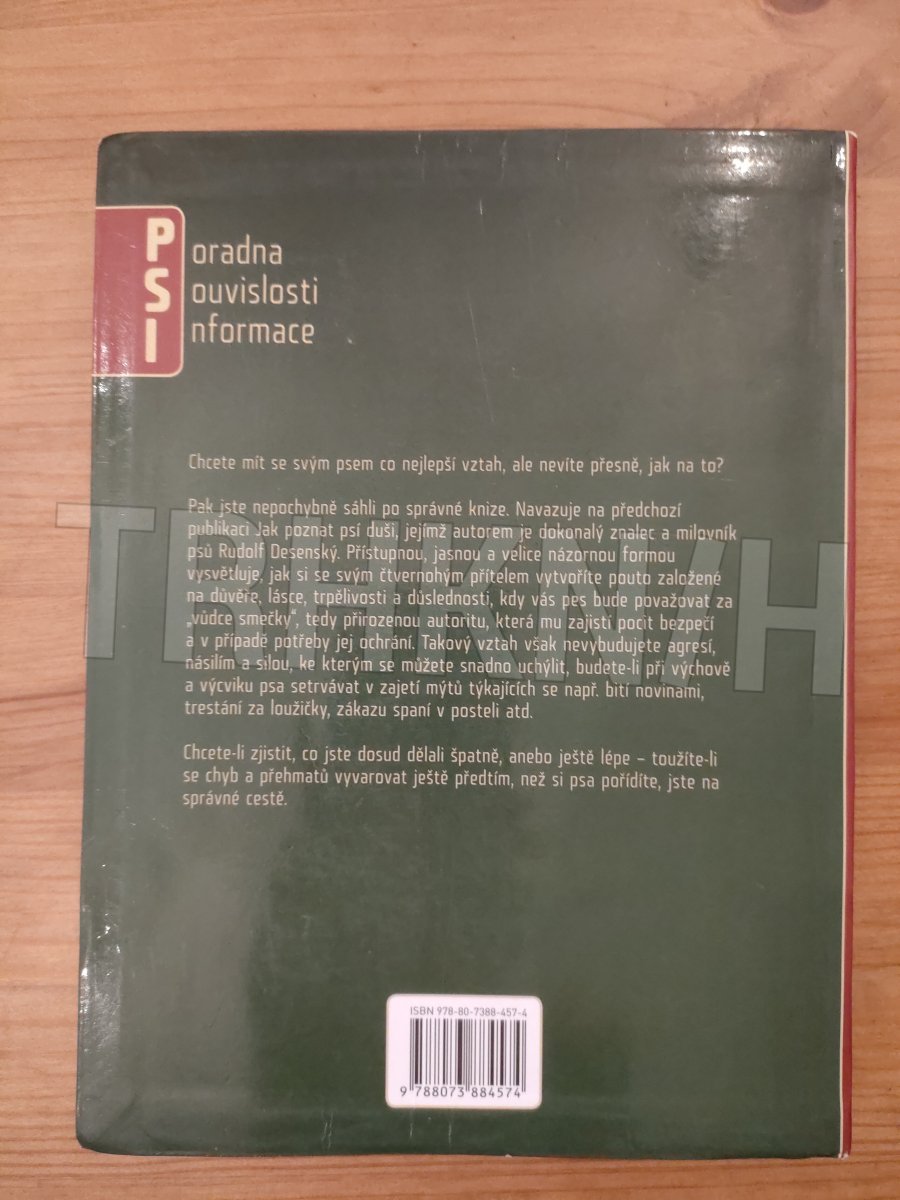 Poradna
Souvislosti
Informace
Chcete mít se svým psem co nejlepší vztah, ale nevíte přesně, jak na to?
Pak jste nepochybně sáhli po správné knize. Navazuje na předchozí
publikaci Jak poznat psí duši, jejímž autorem je dokonalý znalec a milovník
psů Rudolf Desenský. Přístupnou, jasnou a velice názornou formou
vysvětluje, jak si se svým čtvernohým přítelem vytvoříte pouto založené
na důvěře, lásce, trpělivosti a důslednosti, kdy vás pes bude považovat za
„vůdce smečky“, tedy přirozenou autoritu, která mu zajistí pocit bezpečí
a v případě potřeby jej ochrání. Takový vztah však nevybudujete agresí,
násilím a silou, ke kterým se můžete snadno uchýlit, budete-li při výchově
a výcviku psa setrvávat v zajetí mýtů týkajících se např. bití novinami,
trestání za loužičky, zákazu spaní v posteli atd.
Chcete-li zjistit, co jste dosud dělali špatně, anebo ještě lépe – toužíte-li
se chyb a přehmatů vyvarovat ještě předtím, než si psa pořídíte, jste na
správné cestě.
ISBN 978-80-7388-457-4
9 788073 884574